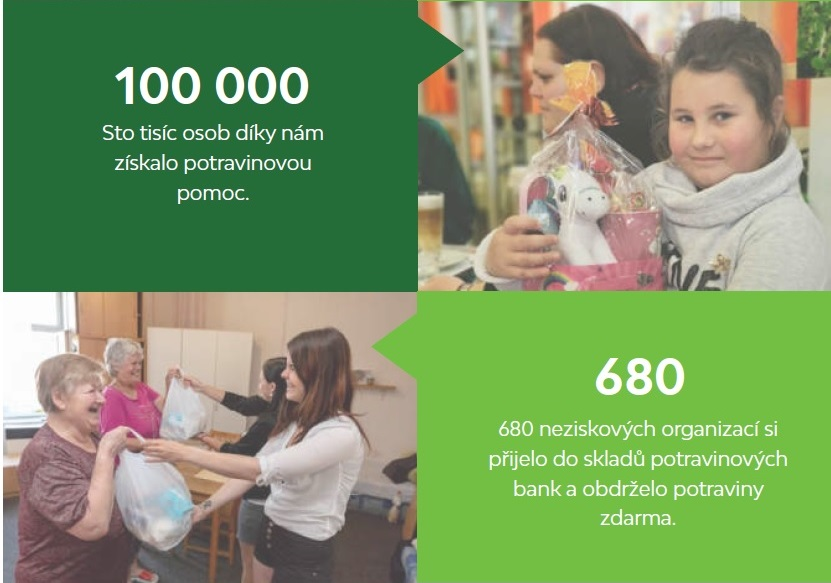 100 000
Sto tisíc osob díky nám
získalo potravinovou
pomoc.
680
680 neziskových organizací si
přijelo do skladů potravinových
bank a obdrželo potraviny
zdarma.